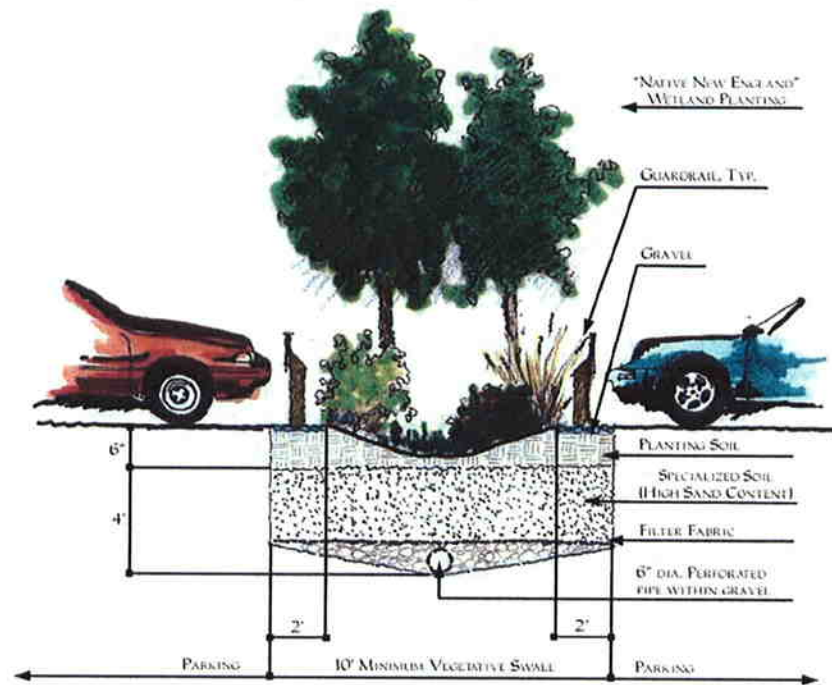 "Native New England"
Wetland Planting
Guardrail, Typ.
Gravel
6"
Planting Soil
Specialized Soil
(High Sand Content)
4'
Filter Fabric
6" dia. Perforated
pipe within gravel
2'
2'
Parking
10' Minimum Vegetative Swale
Parking